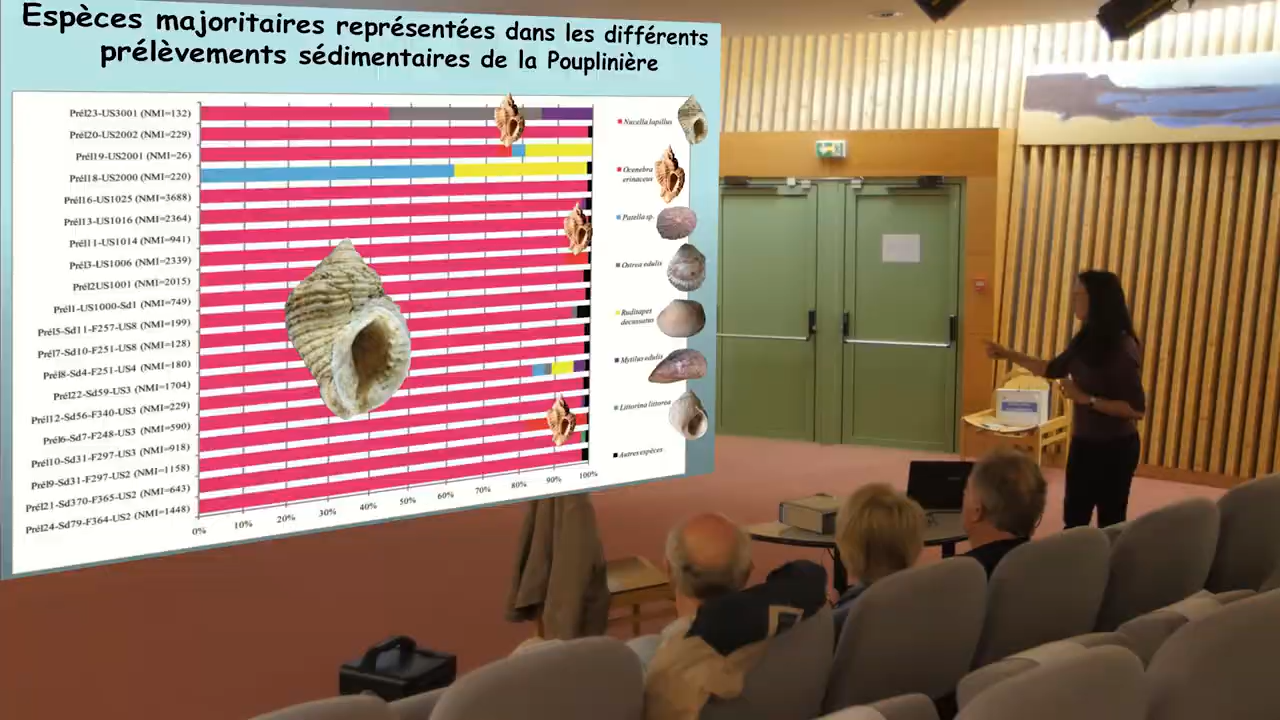 Espèces majoritaires représentées dans les différents
prélèvements sédimentaires de la Pouplinière
Prél23-US3001 (NMI=132)
Prél20-US2002 (NMI=229)
Prél19-US2001 (NMI=26)
Prél18-US2000 (NMI=220)
Prél16-US1025 (NMI=3688)
Prél13-US1016 (NMI=2364)
Prél11-US1014 (NMI=941)
Prél3-US1006 (NMI=2339)
Prél2US1001 (NMI=2015)
Prél1-US1000-Sd1 (NMI=749)
Prél5-Sd11-F257-US8 (NMI=199)
Prél7-Sd10-F251-US8 (NMI=128)
Prél8-Sd4-F251-US4 (NMI=180)
Prél22-Sd59-US3 (NMI=1704)
Prél12-Sd56-F340-US3 (NMI=229)
Prél6-Sd7-F248-US3 (NMI=590)
Prél10-Sd31-F297-US3 (NMI=918)
Prél9-Sd31-F297-US2 (NMI=1158)
Prél21-Sd370-F365-US2 (NMI=643)
Prél24-Sd79-F364-US2 (NMI=1448)
0% 10% 20% 30% 40% 50% 60% 70% 80% 90% 100%
Nucella lapillus
Ocenebra
erinaceus
Patella sp.
Ostrea edulis
Ruditapes
decussatus
Mytilus edulis
Littorina littorea
Autres espèces